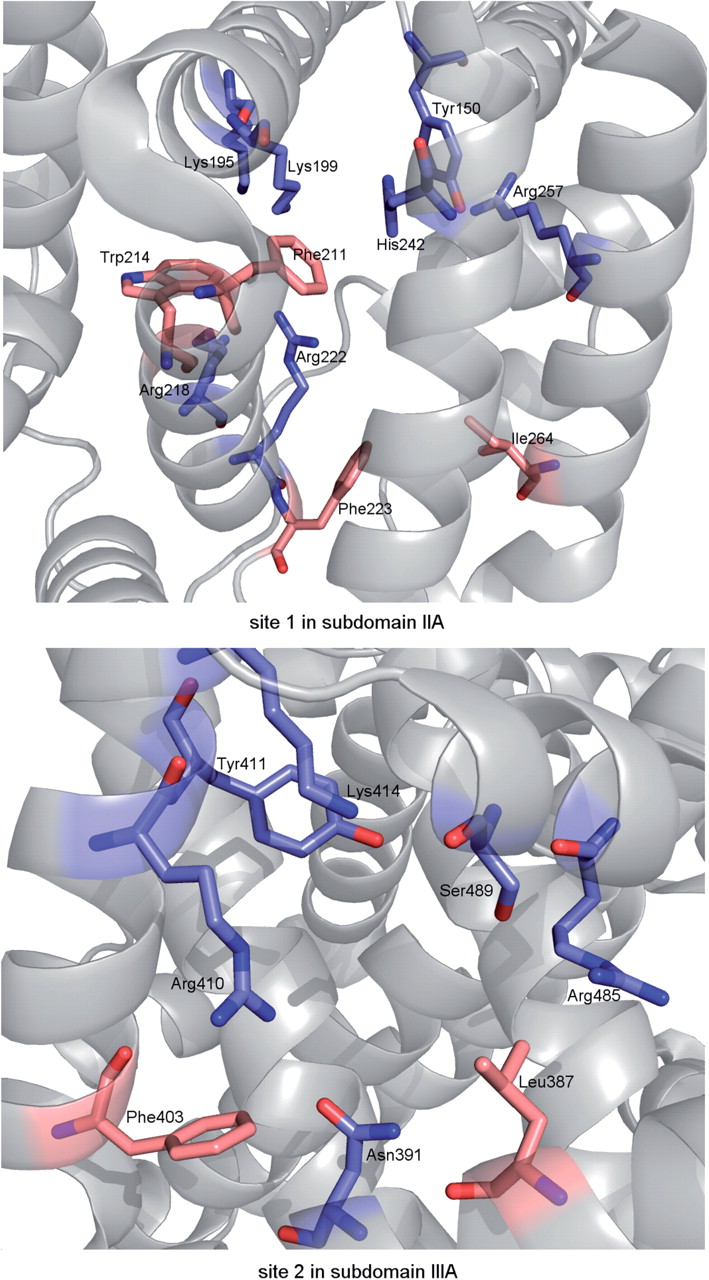 Tyr150
Lys195
Lys199
Arg257
His242
Trp214
Phe211
Arg222
Arg218
Ile264
Phe223
site 1 in subdomain IIA
Tyr411
Lys414
Ser489
Arg410
Arg485
Leu387
Phe403
Asn391
site 2 in subdomain IIIA